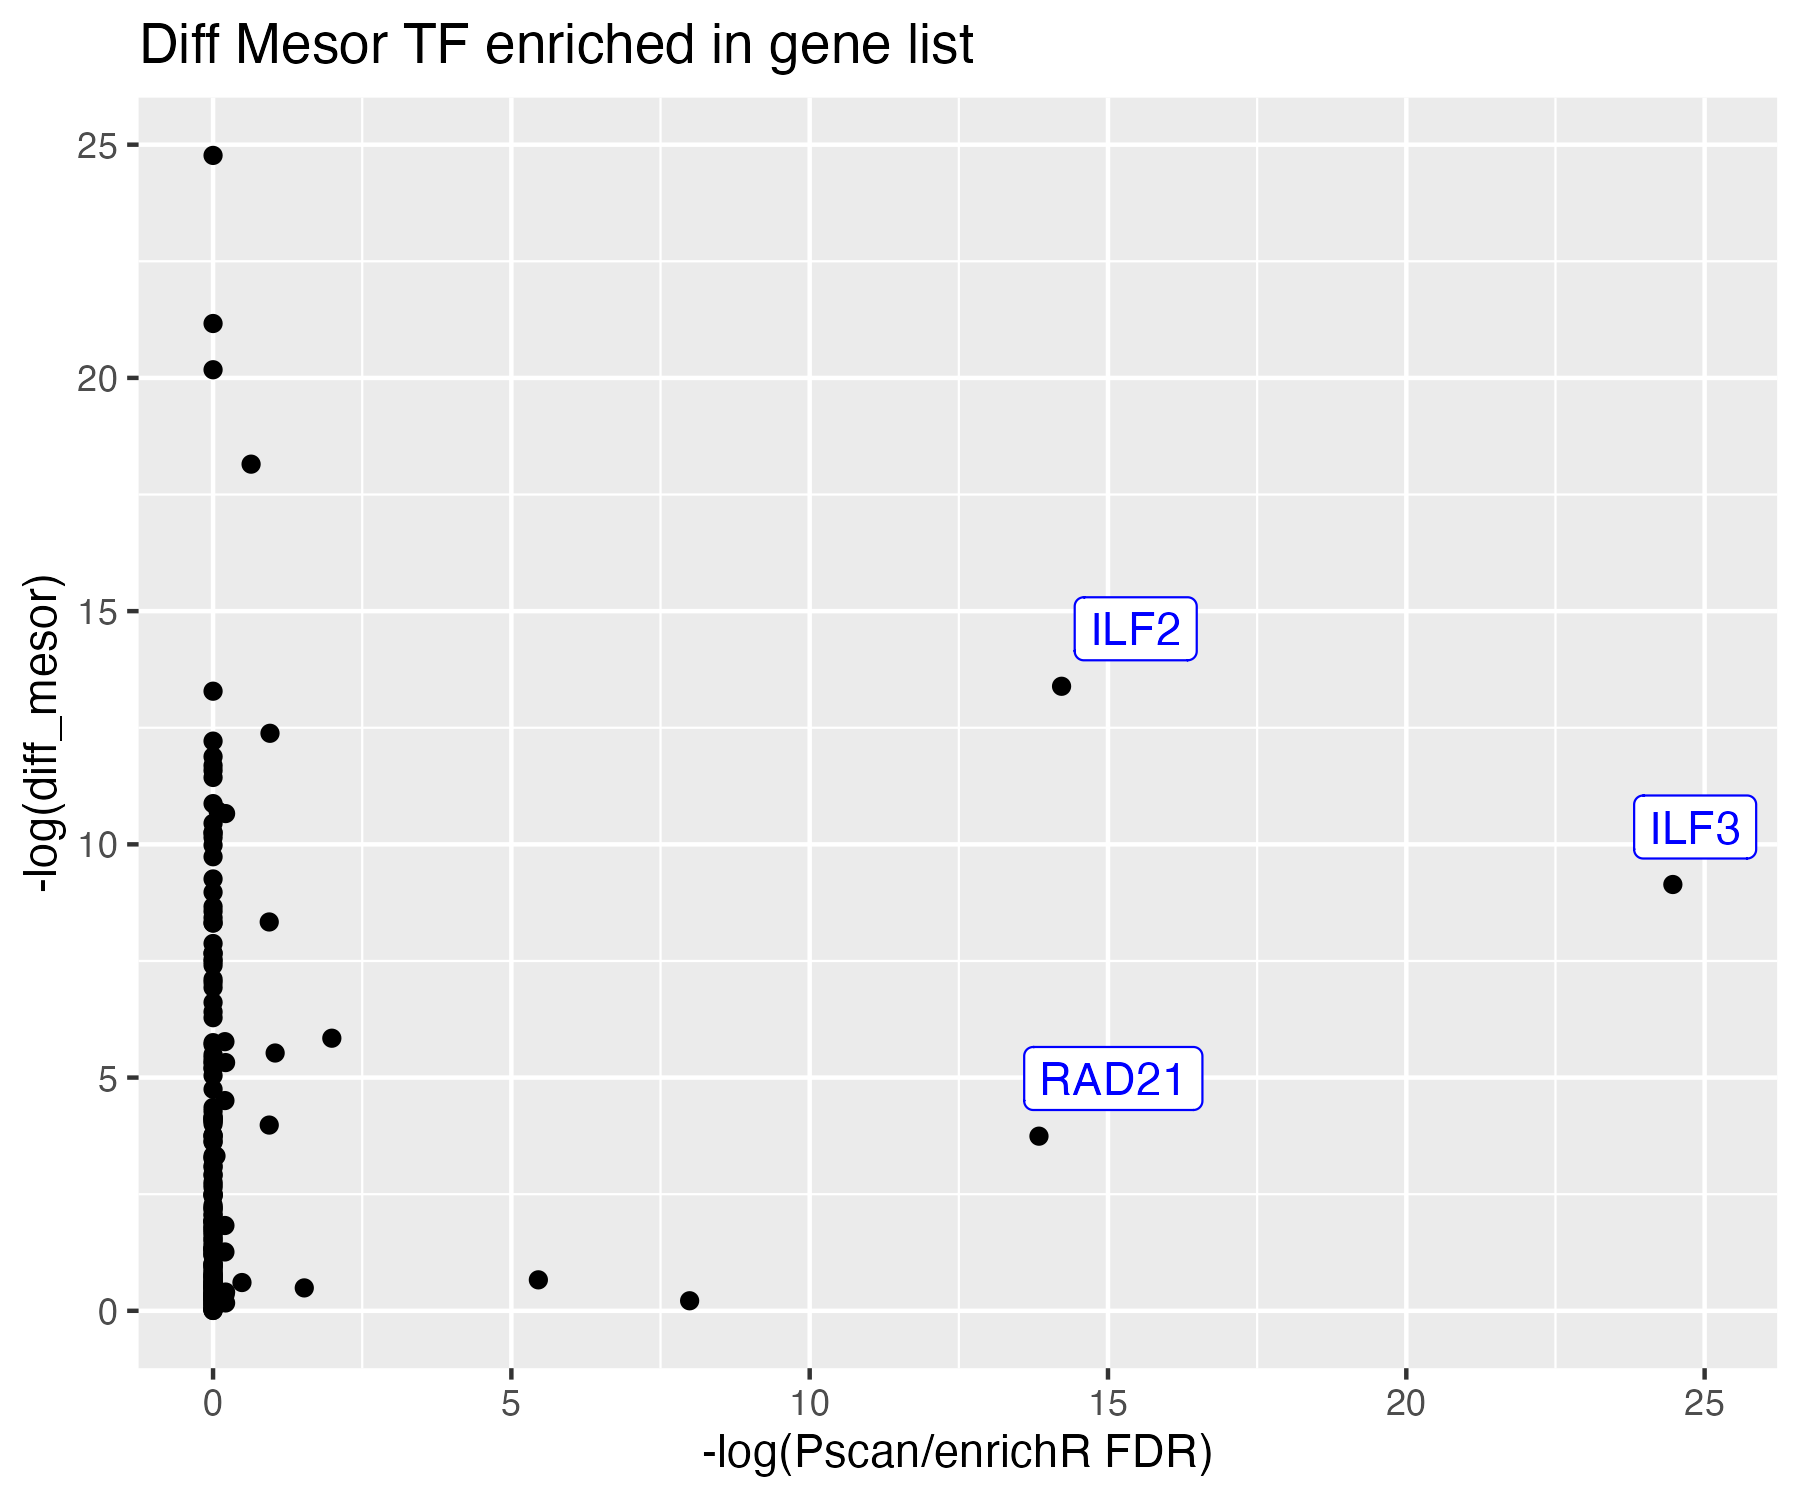 Diff Mesor TF enriched in gene list
25
20
15
10
5
0
-log(diff_mesor)
ILF2
ILF3
RAD21
0 5 10 15 20 25
-log(Pscan/enrichR FDR)